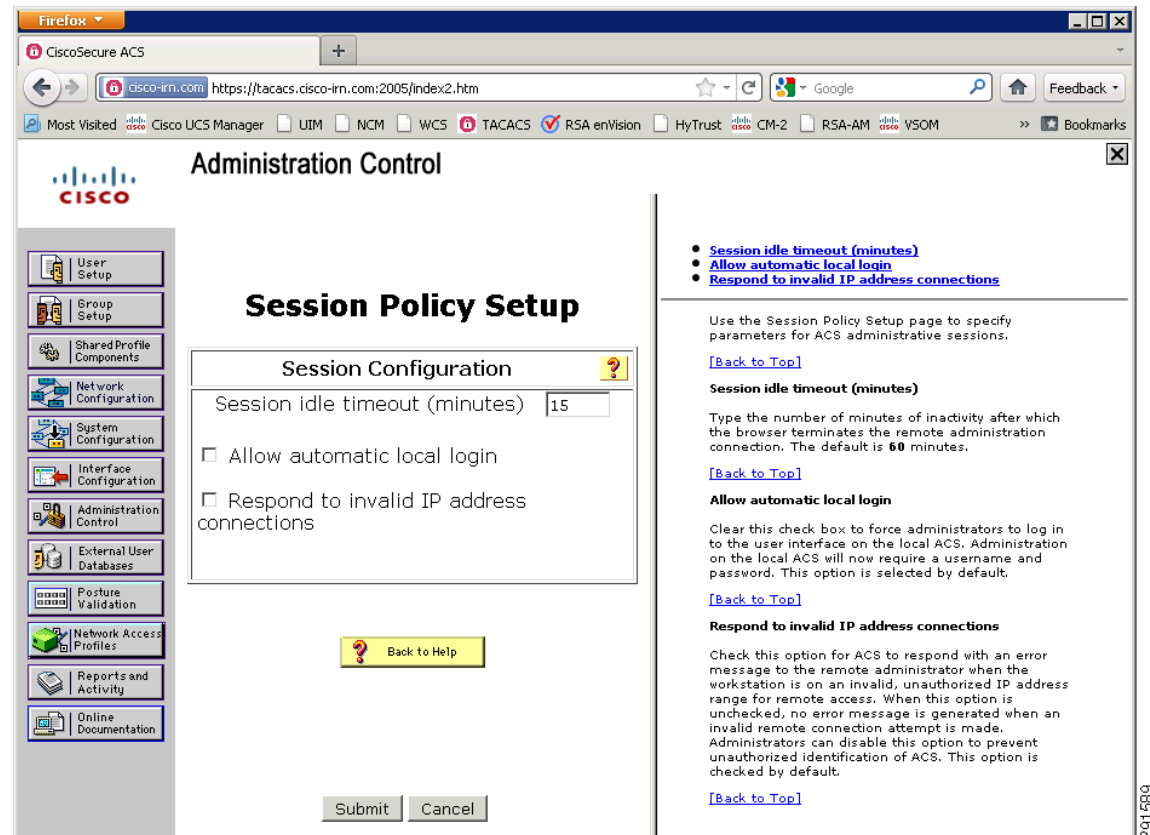 Firefox
CiscoSecure ACS
+
cisco-irn.com https://tacacs.cisco-irn.com:2005/index2.htm
Google
Feedback
Most Visited
Cisco UCS Manager
UIM
NCM
WCS
TACACS
RSA enVision
HyTrust
CM-2
RSA-AM
VSOM
»
Bookmarks
CISCO
Administration Control
User
Setup
Group
Setup
Shared Profile
Components
Network
Configuration
System
Configuration
Interface
Configuration
Administration
Control
External User
Databases
Posture
Validation
Network Access
Profiles
Reports and
Activity
Online
Documentation
Session Policy Setup
Session Configuration
?
Session idle timeout (minutes) 15
Allow automatic local login
Respond to invalid IP address
connections
? Back to Help
Submit
Cancel
Session idle timeout (minutes)
Allow automatic local login
Respond to invalid IP address connections
Use the Session Policy Setup page to specify
parameters for ACS administrative sessions.
[Back to Top]
Session idle timeout (minutes)
Type the number of minutes of inactivity after which
the browser terminates the remote administration
connection. The default is 60 minutes.
[Back to Top]
Allow automatic local login
Clear this check box to force administrators to log in
to the user interface on the local ACS. Administration
on the local ACS will now require a username and
password. This option is selected by default.
[Back to Top]
Respond to invalid IP address connections
Check this option for ACS to respond with an error
message to the remote administrator when the
workstation is on an invalid, unauthorized IP address
range for remote access. When this option is
unchecked, no error message is generated when an
invalid remote connection attempt is made.
Administrators can disable this option to prevent
unauthorized identification of ACS. This option is
checked by default.
[Back to Top]
291589